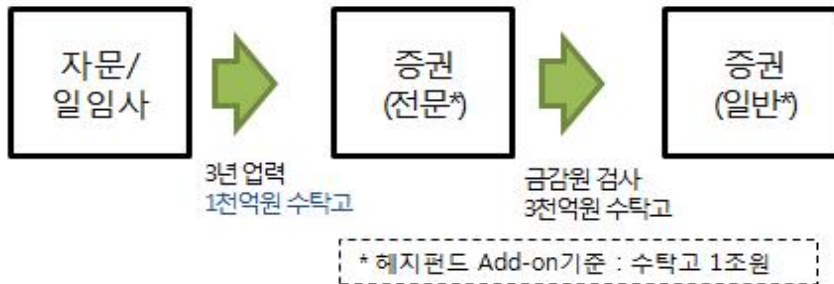 자문/
일임사
증권
(전문*)
증권
(일반*)
3년 업력
1천억원 수탁고
금감원 검사
3천억원 수탁고
* 헤지펀드 Add-on기준 : 수탁고 1조원